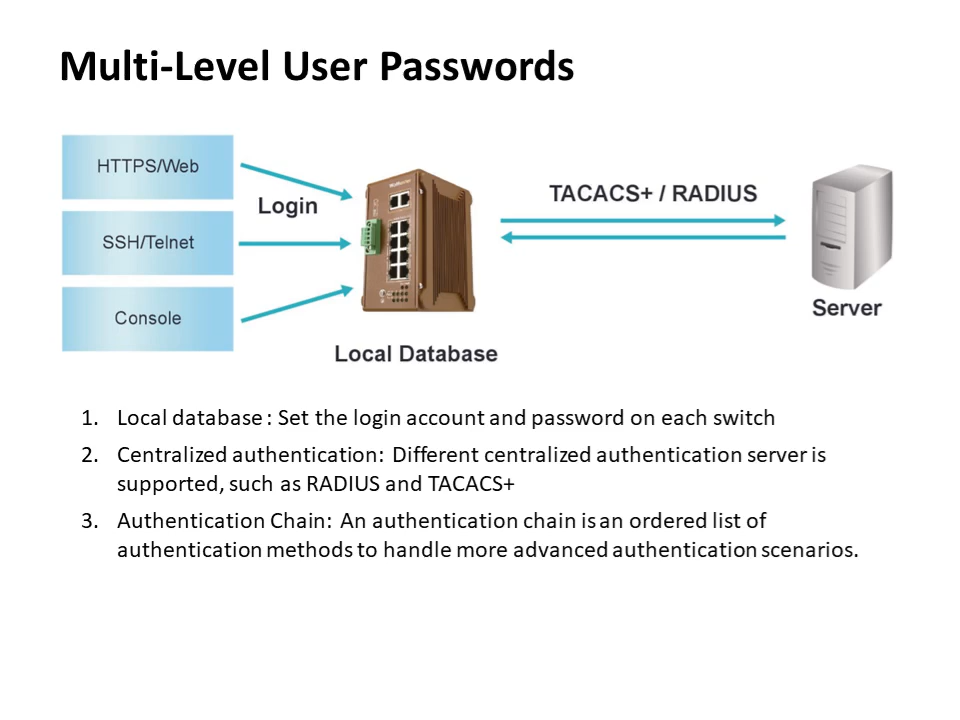 Multi-Level User Passwords
HTTPS/Web
Login
SSH/Telnet
Console
Local Database
TACACS+ / RADIUS
Server
1. Local database : Set the login account and password on each switch
2. Centralized authentication: Different centralized authentication server is
supported, such as RADIUS and TACACS+
3. Authentication Chain: An authentication chain is an ordered list of
authentication methods to handle more advanced authentication scenarios.